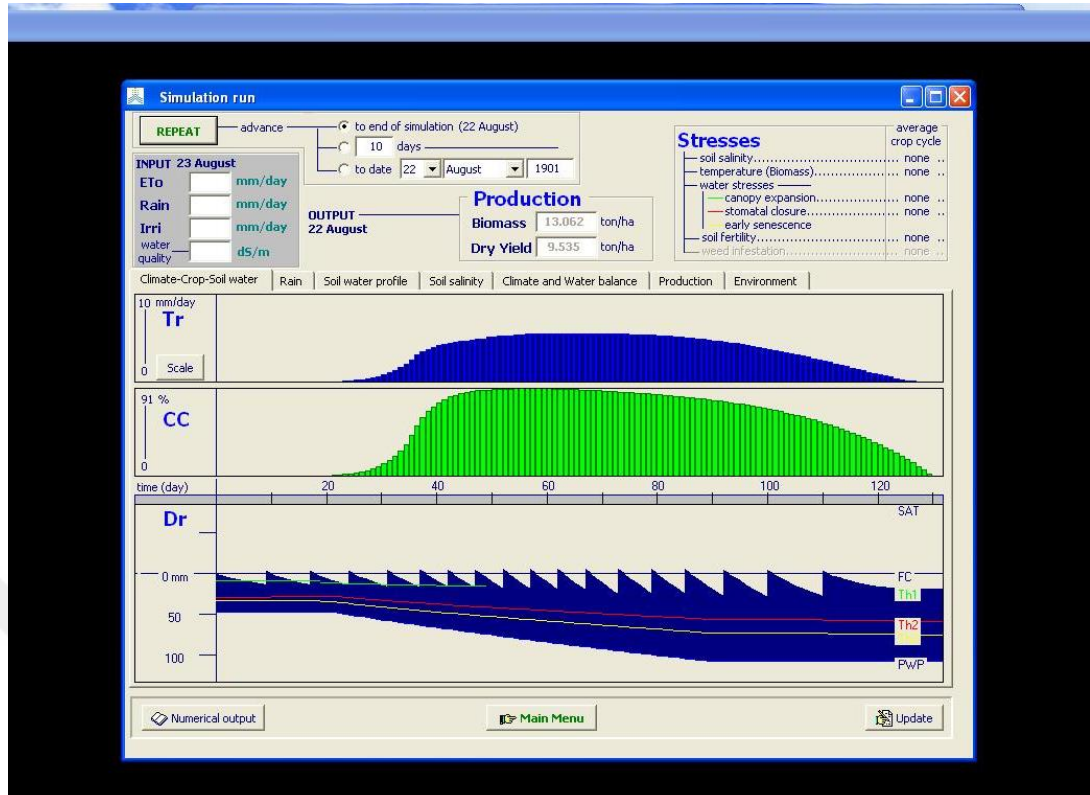 Simulation run
REPEAT
advance
to end of simulation (22 August)
10 days
to date 22 August 1901
INPUT 23 August
ETo mm/day
Rain mm/day
Irri mm/day
water quality dS/m
OUTPUT
22 August
Production
Biomass 13.062 ton/ha
Dry Yield 9.535 ton/ha
Stresses
average
crop cycle
soil salinity none
temperature (Biomass) none
water stresses
canopy expansion none
stomatal closure none
early senescence
soil fertility none
weed infestation none
Climate-Crop-Soil water Rain Soil water profile Soil salinity Climate and Water balance Production Environment
10 mm/day
Tr
0 Scale
91 %
CC
0
time (day) 20 40 60 80 100 120
Dr
SAT
0 mm
FC
Th1
50
Th2
100
PWP
Numerical output Main Menu Update